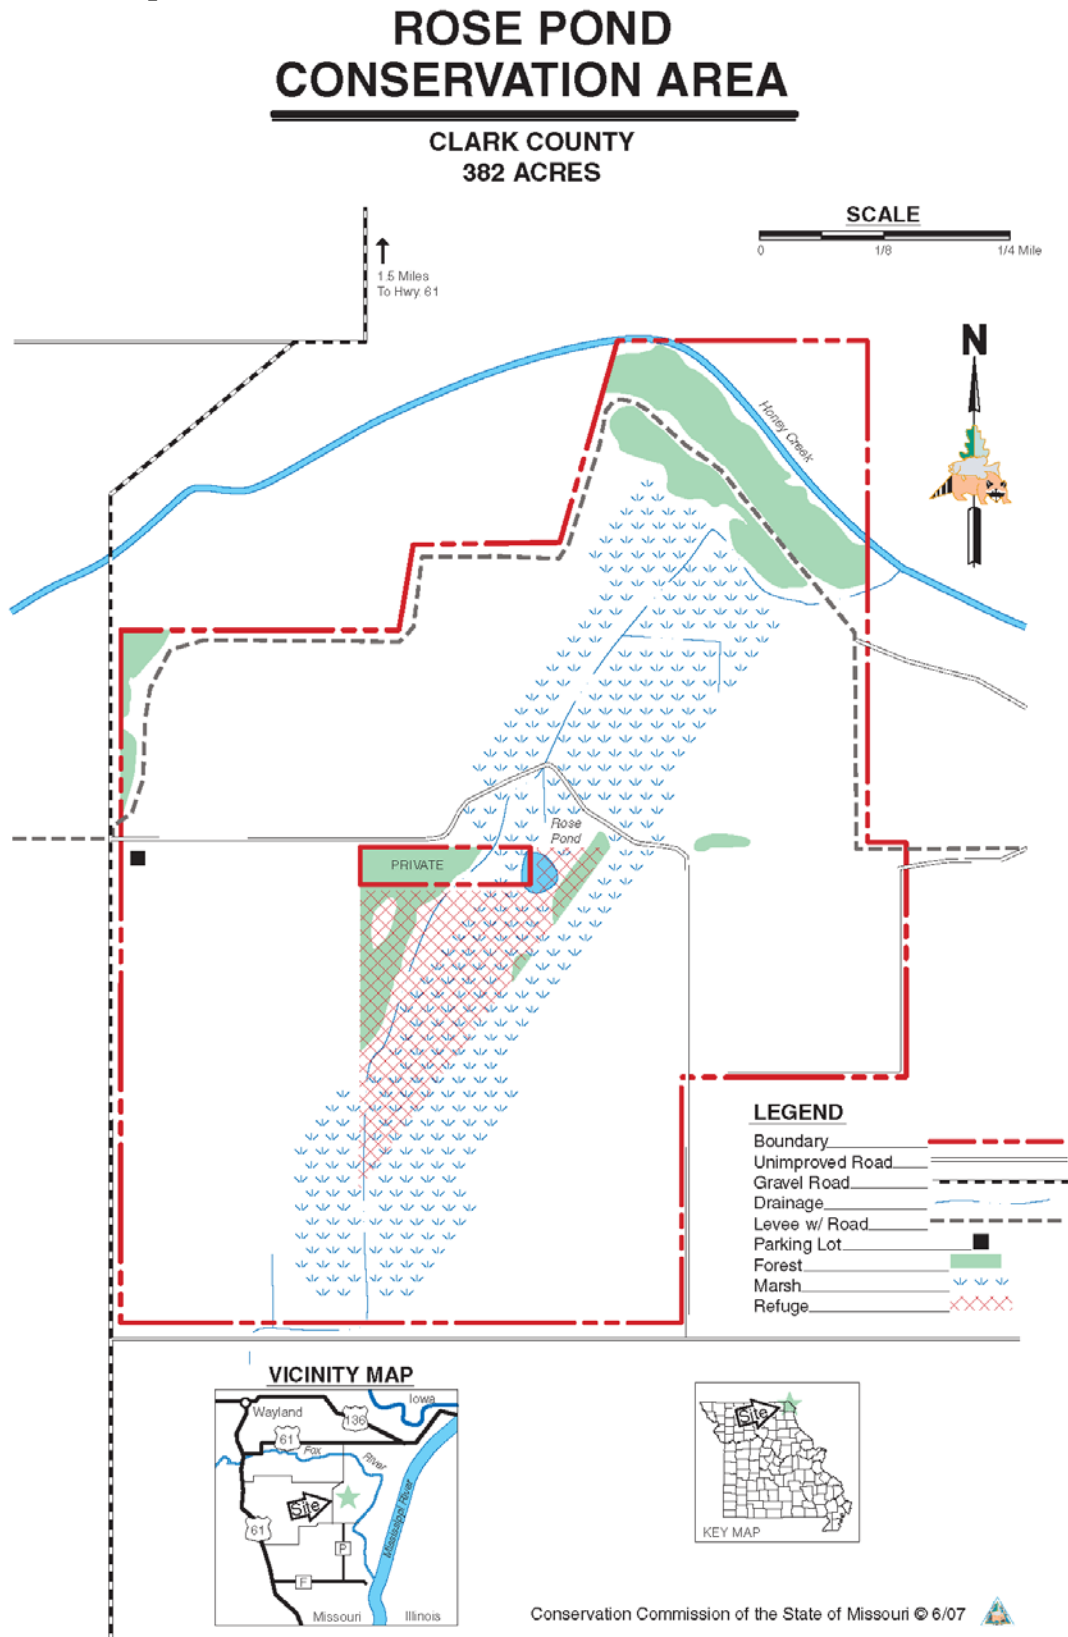 ROSE POND
CONSERVATION AREA
CLARK COUNTY
382 ACRES
SCALE
0 1/8 1/4 Mile
1.5 Miles
To Hwy. 61
N
Honey Creek
Rose
Pond
PRIVATE
LEGEND
Boundary
Unimproved Road
Gravel Road
Drainage
Levee w/ Road
Parking Lot
Forest
Marsh
Refuge
VICINITY MAP
Iowa
Wayland
136
61
Fox
River
Site
Mississippi River
61
P
F
Missouri Illinois
Site
KEY MAP
Conservation Commission of the State of Missouri © 6/07